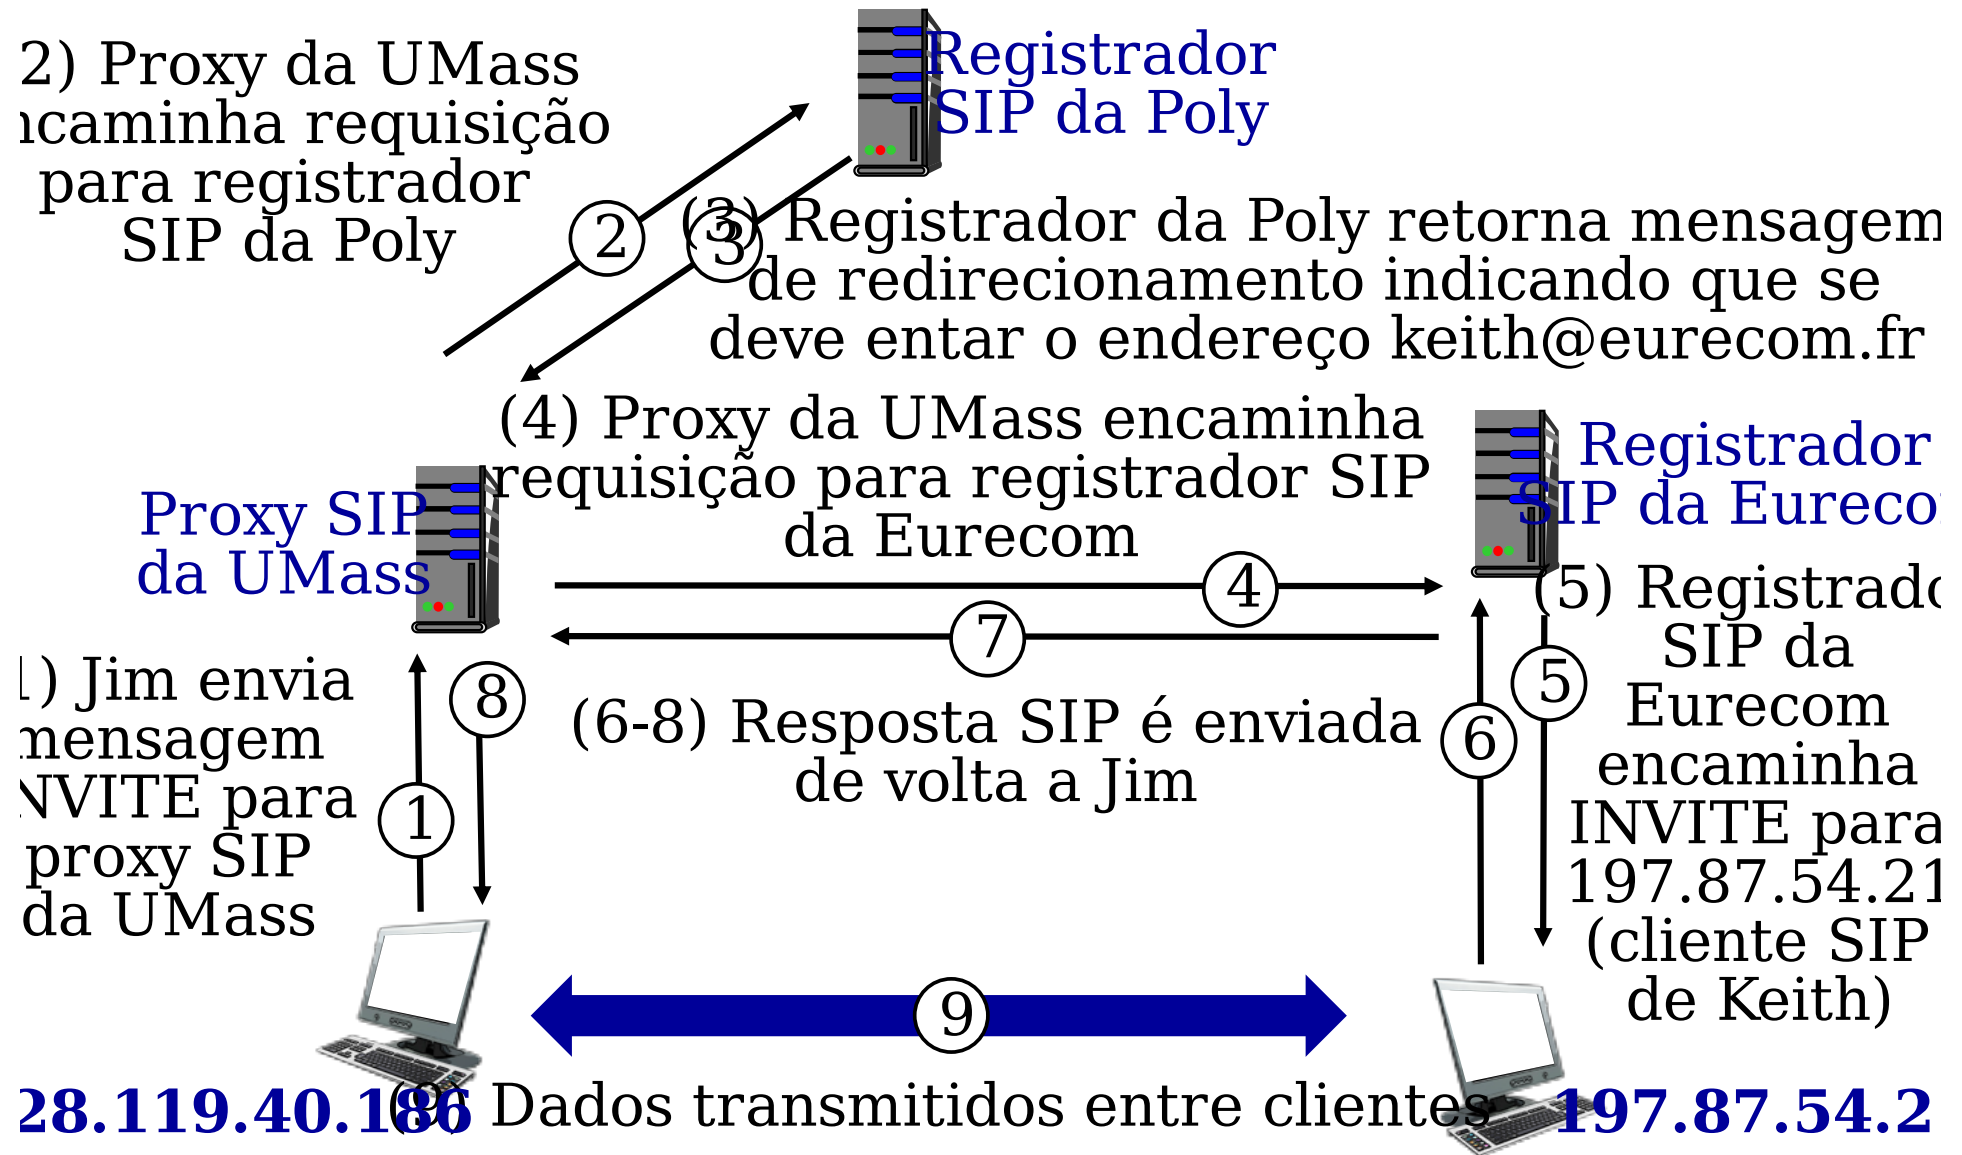 2) Proxy da UMass
ncaminha requisição
para registrador
SIP da Poly
Registrador
SIP da Poly
2
3
(3) Registrador da Poly retorna mensagem
de redirecionamento indicando que se
deve entar o endereço keith@eurecom.fr
(4) Proxy da UMass encaminha
requisição para registrador SIP
da Eurecom
Proxy SIP
da UMass
Registrador
SIP da Eureco
4
7
(5) Registrado
SIP da
Eurecom
encaminha
INVITE para
197.87.54.21
(cliente SIP
de Keith)
1) Jim envia
mensagem
NVITE para
proxy SIP
da UMass
8
1
(6-8) Resposta SIP é enviada
de volta a Jim
5
6
9
28.119.40.186
(9) Dados transmitidos entre clientes
197.87.54.2